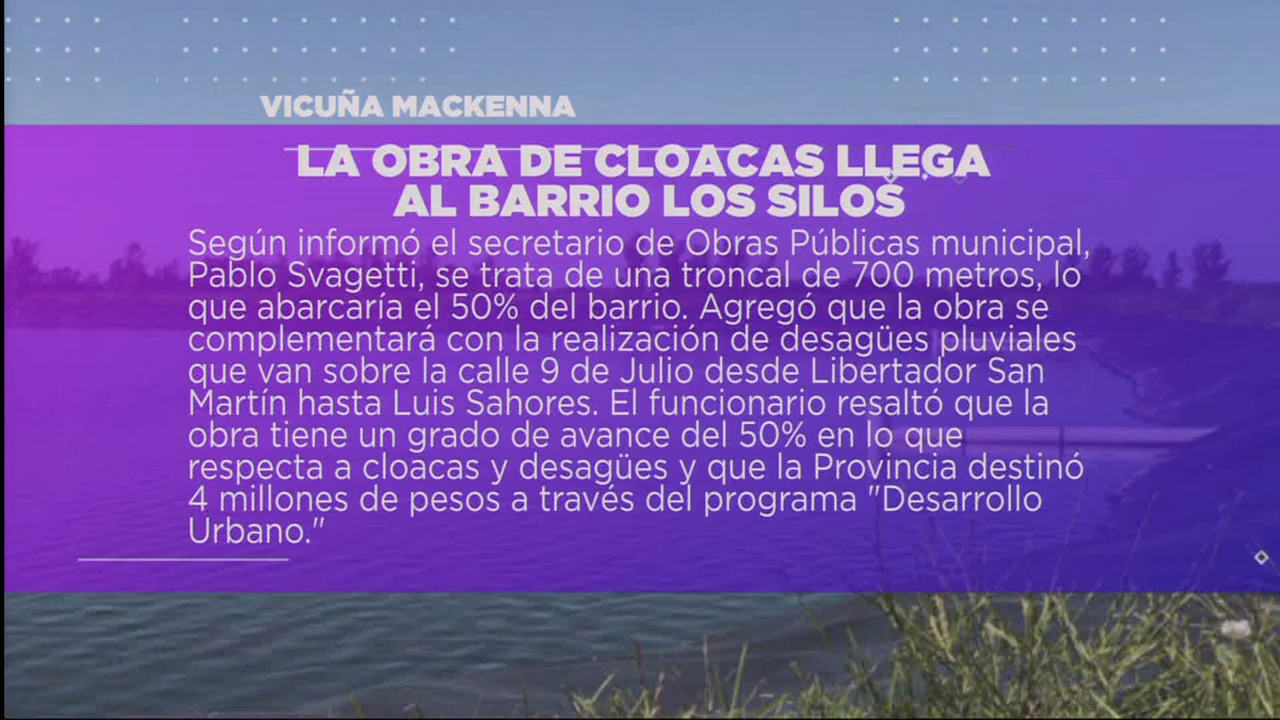 VICUÑA MACKENNA
LA OBRA DE CLOACAS LLEGA
AL BARRIO LOS SILOS
Según informó el secretario de Obras Públicas municipal,
Pablo Svagetti, se trata de una troncal de 700 metros, lo
que abarcaría el 50% del barrio. Agregó que la obra se
complementará con la realización de desagües pluviales
que van sobre la calle 9 de Julio desde Libertador San
Martín hasta Luis Sahores. El funcionario resaltó que la
obra tiene un grado de avance del 50% en lo que
respecta a cloacas y desagües y que la Provincia destinó
4 millones de pesos a través del programa "Desarrollo
Urbano."